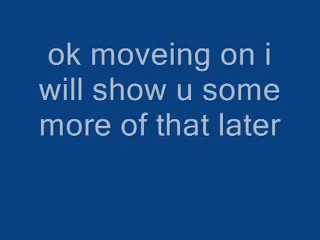 ok moveing on i
will show u some
more of that later